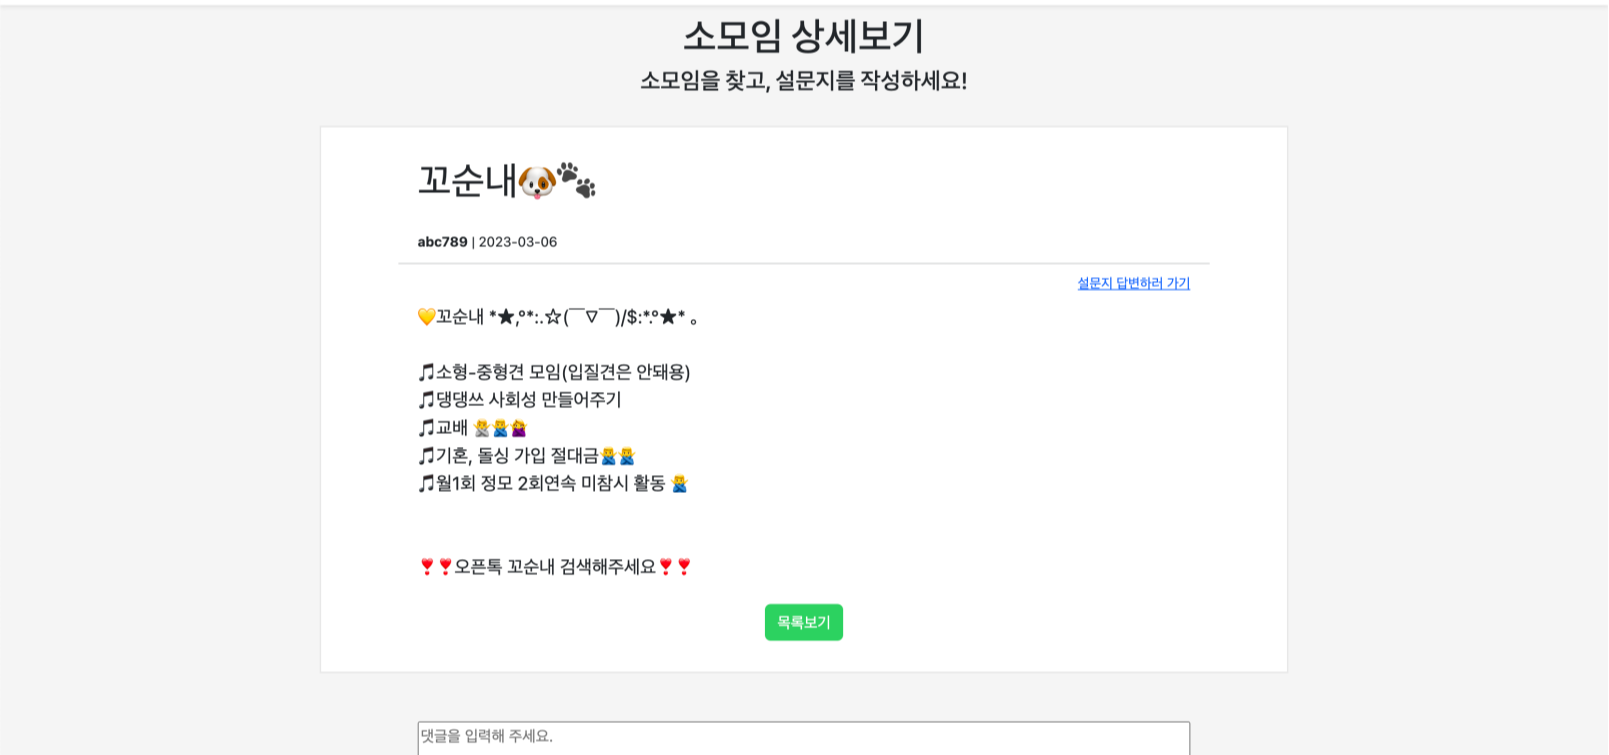 소모임 상세보기
소모임을 찾고, 설문지를 작성하세요!
꼬순내🐶🐾
abc789 | 2023-03-06
설문지 답변하러 가기
💛꼬순내 *★,°*:.☆(￣▽￣)/$:*.°★* 。
🎵소형-중형견 모임(입질견은 안돼용)
🎵댕댕쓰 사회성 만들어주기
🎵교배 🙅🙅‍♂️🙅‍♀️
🎵기혼, 돌싱 가입 절대금🙅‍♂️🙅‍♂️
🎵월1회 정모 2회연속 미참시 활동 🙅‍♂️
❣️❣️오픈톡 꼬순내 검색해주세요❣️❣️
목록보기
댓글을 입력해 주세요.